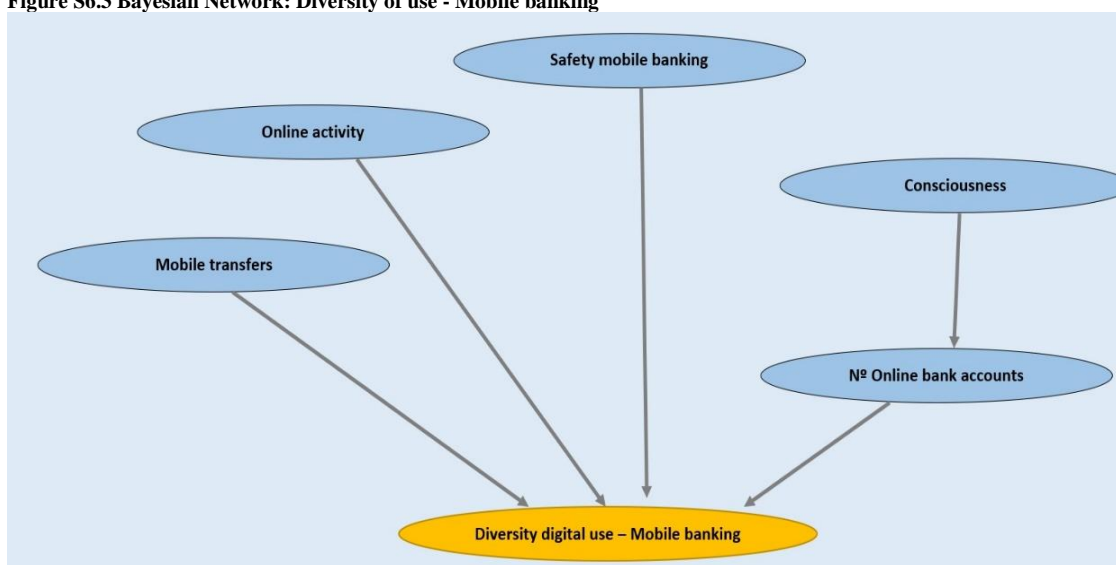 Figure S6.3 Bayesian Network: Diversity of use - Mobile banking
Safety mobile banking
Online activity
Consciousness
Mobile transfers
Nº Online bank accounts
Diversity digital use – Mobile banking